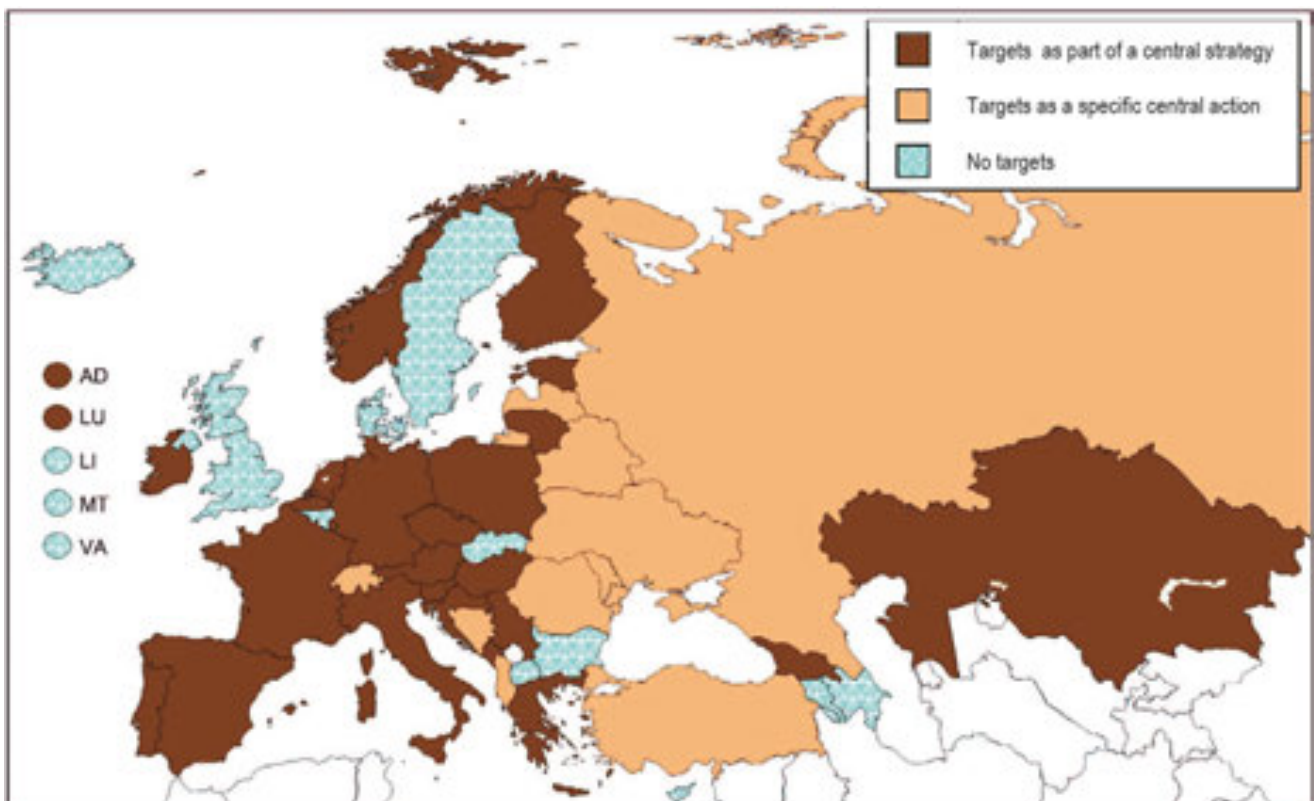 Targets as part of a central strategy
Targets as a specific central action
No targets
AD
LU
LI
MT
VA